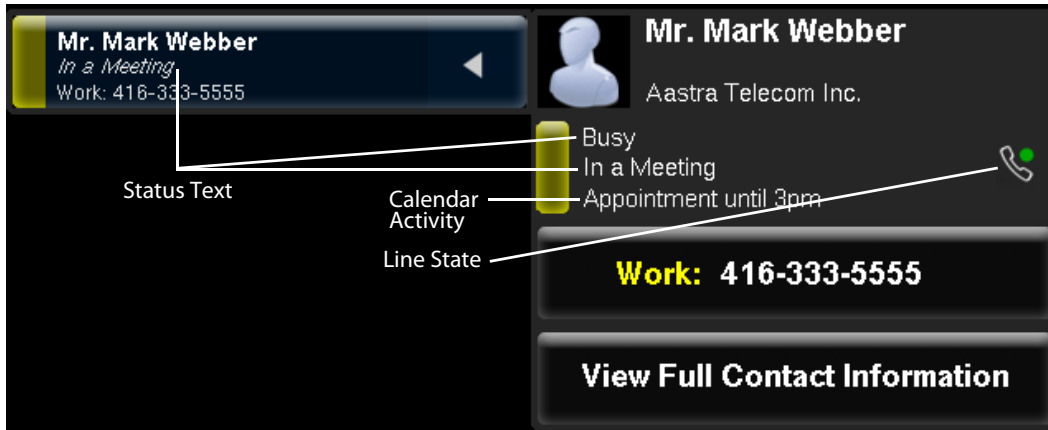 Mr. Mark Webber
In a Meeting
Work: 416-333-5555
Status Text
Mr. Mark Webber
Aastra Telecom Inc.
Busy
In a Meeting
Appointment until 3pm
Calendar
Activity
Line State
Work: 416-333-5555
View Full Contact Information